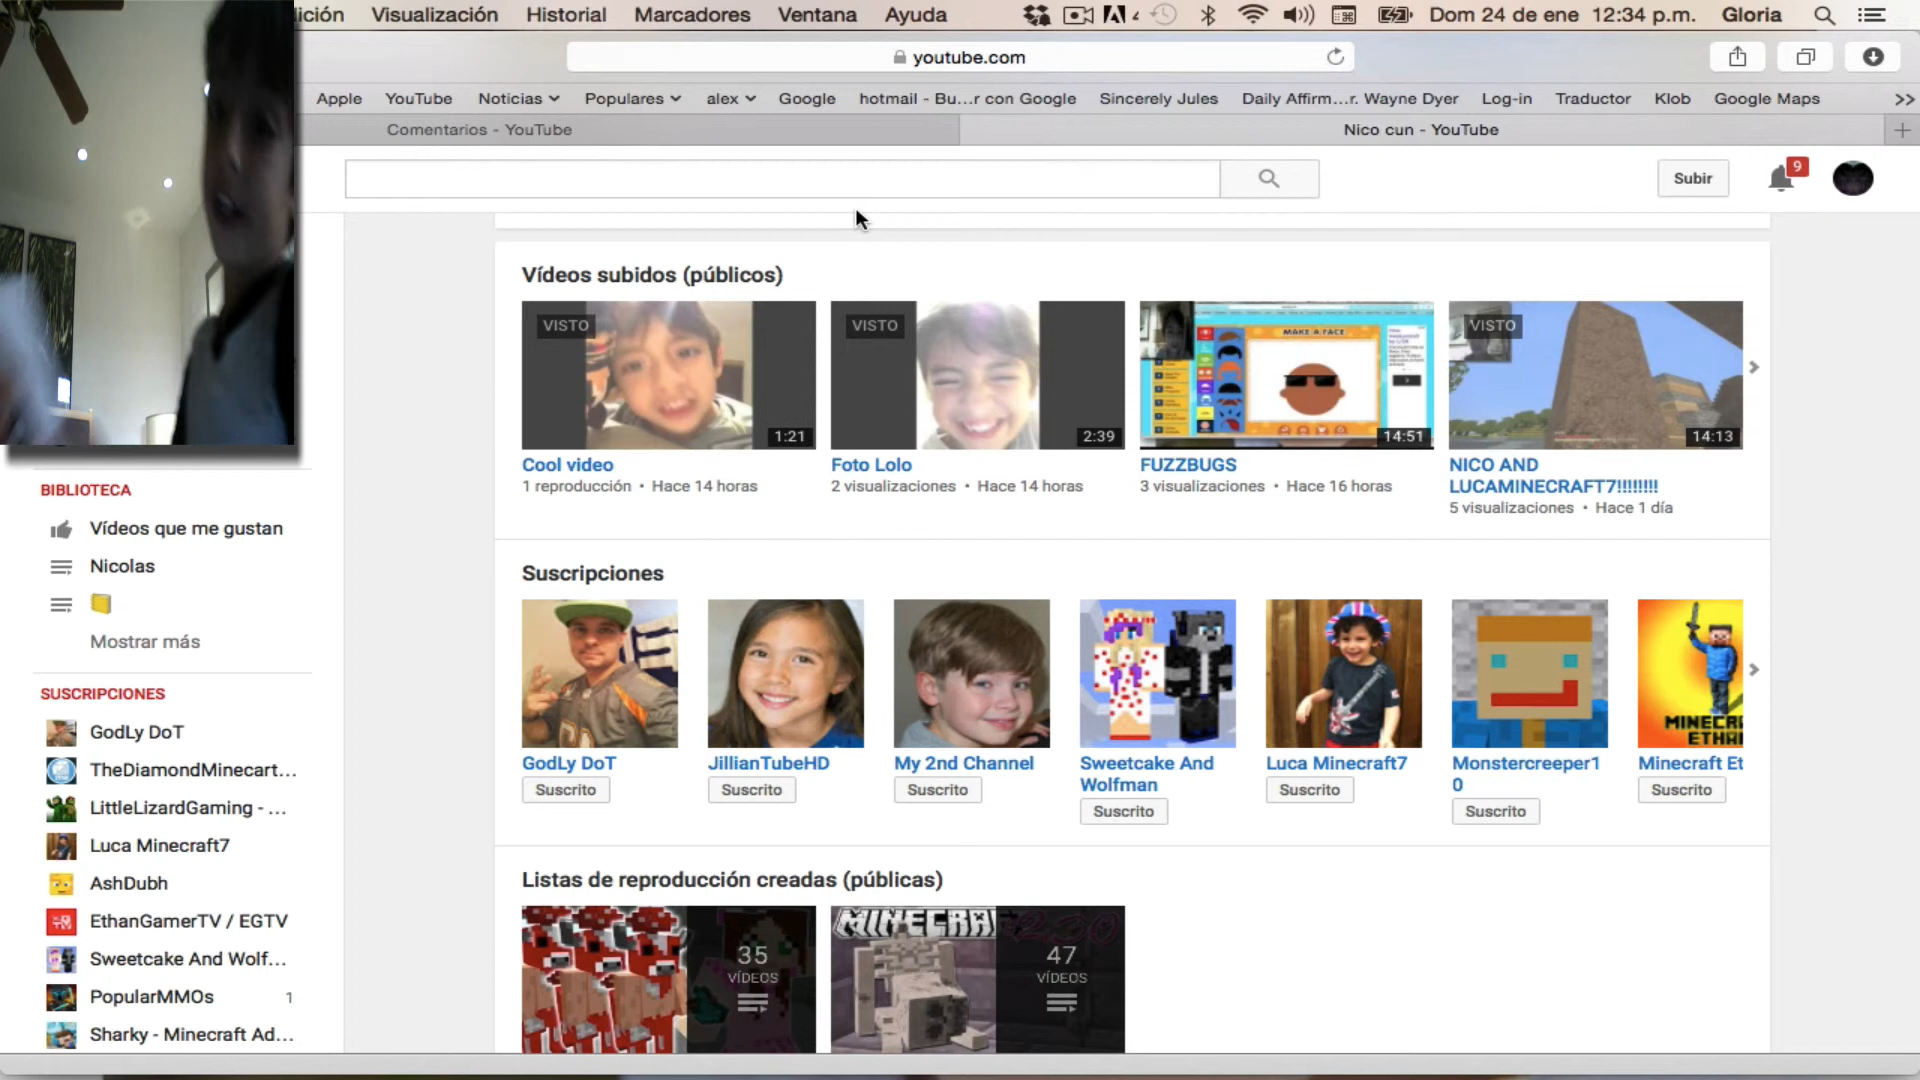 ición Visualización Historial Marcadores Ventana Ayuda 4 Dom 24 de ene 12:34 p.m. Gloria
youtube.com
Apple YouTube Noticias Populares alex Google hotmail - Bu...r con Google Sincerely Jules Daily Affirm...r. Wayne Dyer Log-in Traductor Klob Google Maps >>
Comentarios - YouTube Nico cun - YouTube
Subir 9
Vídeos subidos (públicos)
VISTO VISTO MAKE A FACE VISTO
1:21 2:39 14:51 14:13
Cool video Foto Lolo FUZZBUGS NICO AND
LUCAMINECRAFT7!!!!!!!!
1 reproducción • Hace 14 horas 2 visualizaciones • Hace 14 horas 3 visualizaciones • Hace 16 horas
5 visualizaciones • Hace 1 día
BIBLIOTECA
Vídeos que me gustan
Nicolas
Mostrar más
SUSCRIPCIONES
GodLy DoT
TheDiamondMinecart...
LittleLizardGaming - ...
Luca Minecraft7
AshDubh
EthanGamerTV / EGTV
Sweetcake And Wolf...
PopularMMOs 1
Sharky - Minecraft Ad...
Suscripciones
MINECR
ETHA
GodLy DoT JillianTubeHD My 2nd Channel Sweetcake And Luca Minecraft7 Monstercreeper1 Minecraft Et
Wolfman 0
Suscrito Suscrito Suscrito Suscrito Suscrito
Suscrito Suscrito
Listas de reproducción creadas (públicas)
MINECRA
35 47
VÍDEOS VÍDEOS